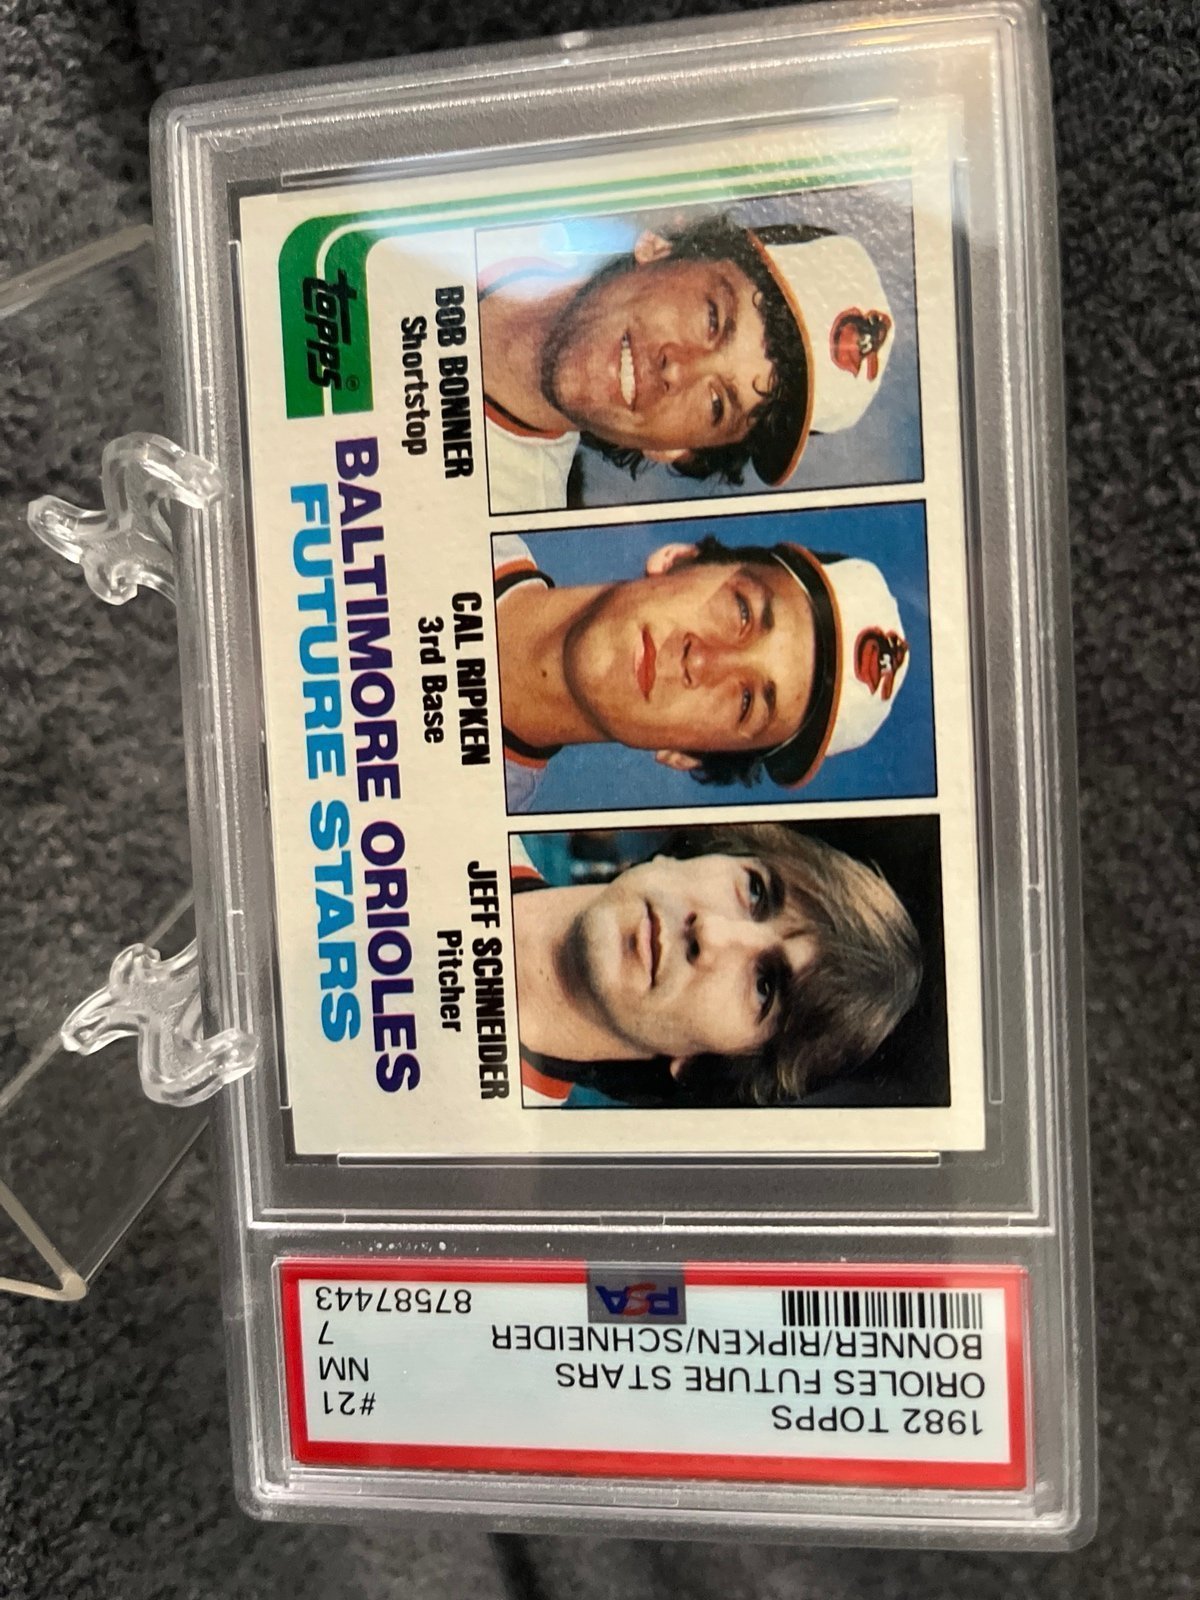 1982 TOPPS #21
ORIOLES FUTURE STARS NM
BONNER/RIPKEN/SCHNEIDER 7
PSA 87587443
BOB BONNER
Shortstop
CAL RIPKEN
3rd Base
JEFF SCHNEIDER
Pitcher
topps®
BALTIMORE ORIOLES
FUTURE STARS